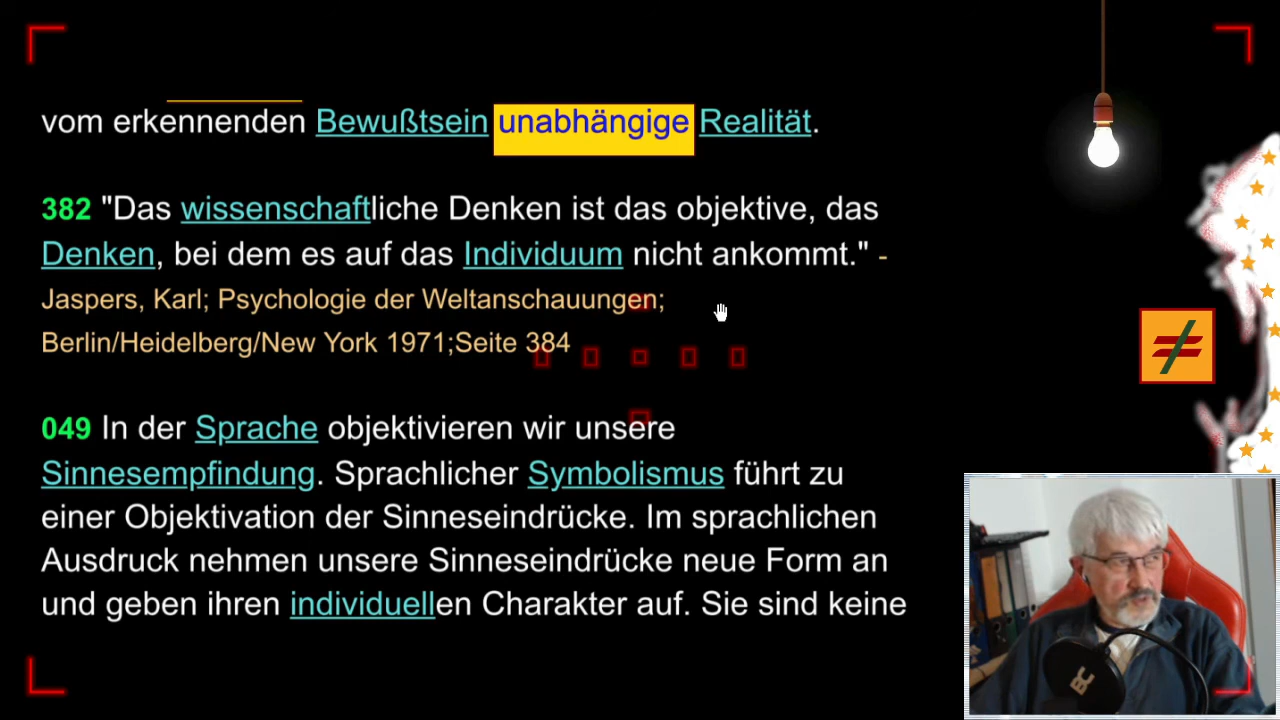 vom erkennenden Bewußtsein unabhängige Realität.
382 "Das wissenschaftliche Denken ist das objektive, das
Denken, bei dem es auf das Individuum nicht ankommt." -
Jaspers, Karl; Psychologie der Weltanschauungen;
Berlin/Heidelberg/New York 1971;Seite 384
049 In der Sprache objektivieren wir unsere
Sinnesempfindung. Sprachlicher Symbolismus führt zu
einer Objektivation der Sinneseindrücke. Im sprachlichen
Ausdruck nehmen unsere Sinneseindrücke neue Form an
und geben ihren individuellen Charakter auf. Sie sind keine
≠
BC